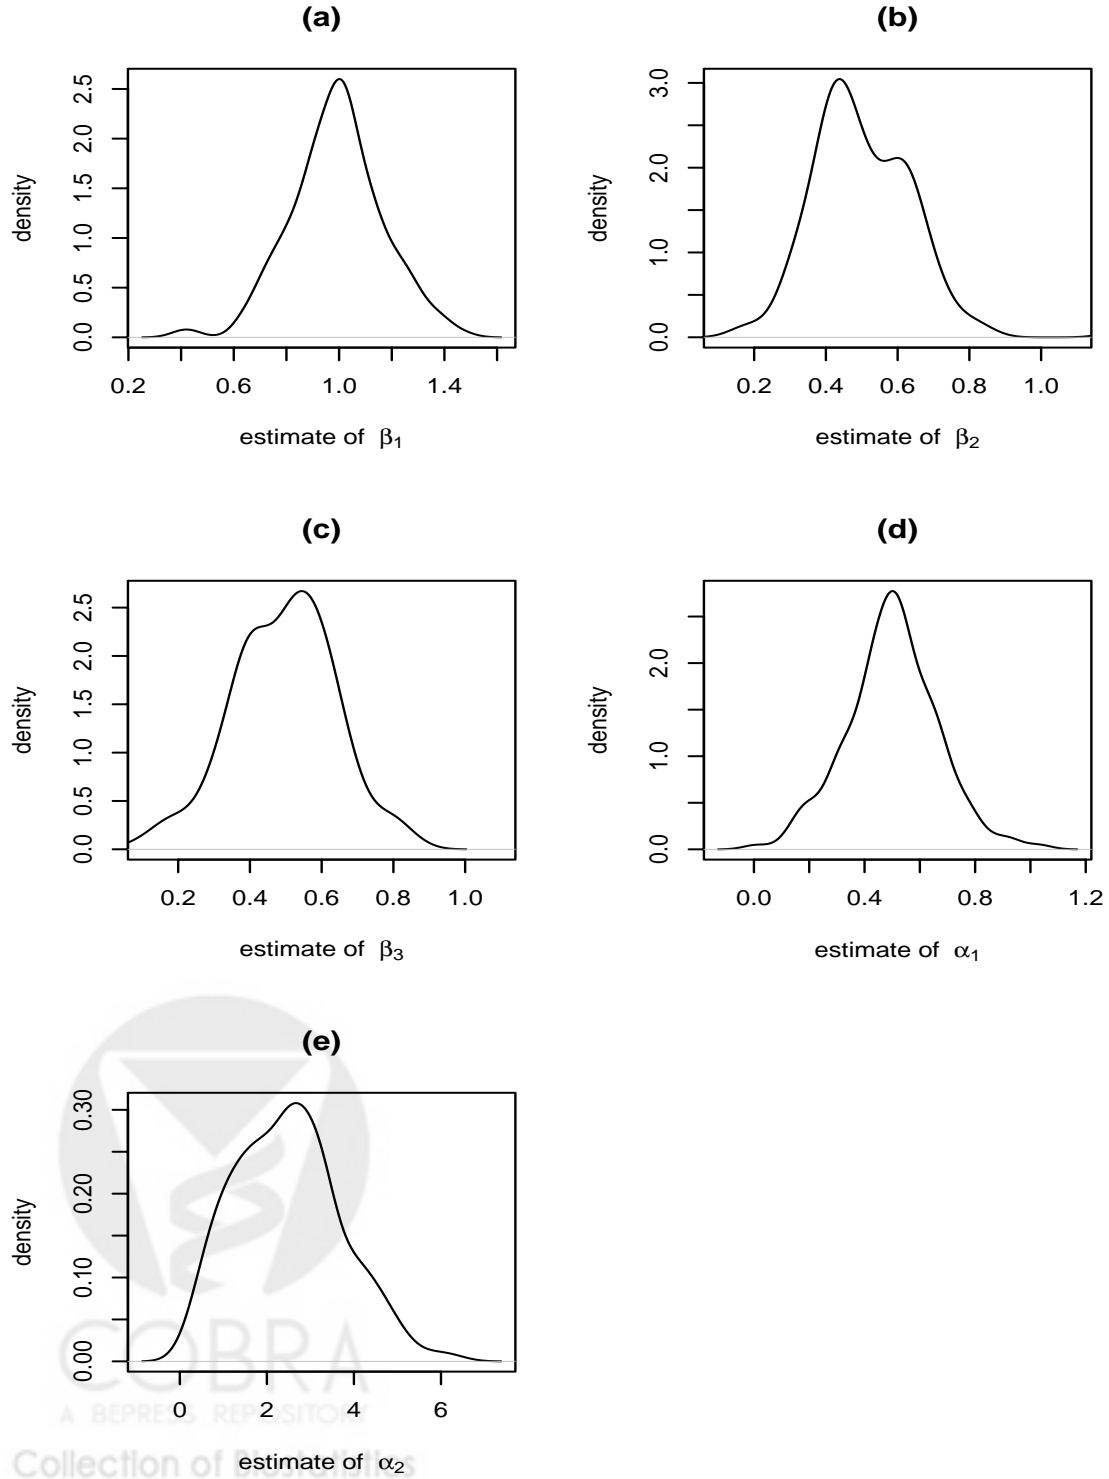 (a)
density
0.0 0.5 1.0 1.5 2.0 2.5
0.2 0.6 1.0 1.4
estimate of β₁
(b)
density
0.0 1.0 2.0 3.0
0.2 0.4 0.6 0.8 1.0
estimate of β₂
(c)
density
0.0 0.5 1.0 1.5 2.0 2.5
0.2 0.4 0.6 0.8 1.0
estimate of β₃
(d)
density
0.0 1.0 2.0
0.0 0.4 0.8 1.2
estimate of α₁
(e)
density
0.00 0.10 0.20 0.30
0 2 4 6
estimate of α₂
COBRA
A BEPRESS REPOSITORY
Collection of Biostatistics